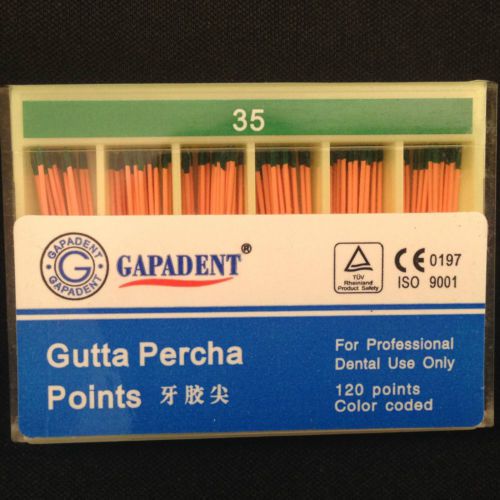 35
GAPADENT
G
GAPADENT
GAPADENT®
TÜV
Rheinland
Product Safety
CE 0197
ISO 9001
Gutta Percha
Points 牙胶尖
For Professional
Dental Use Only
120 points
Color coded